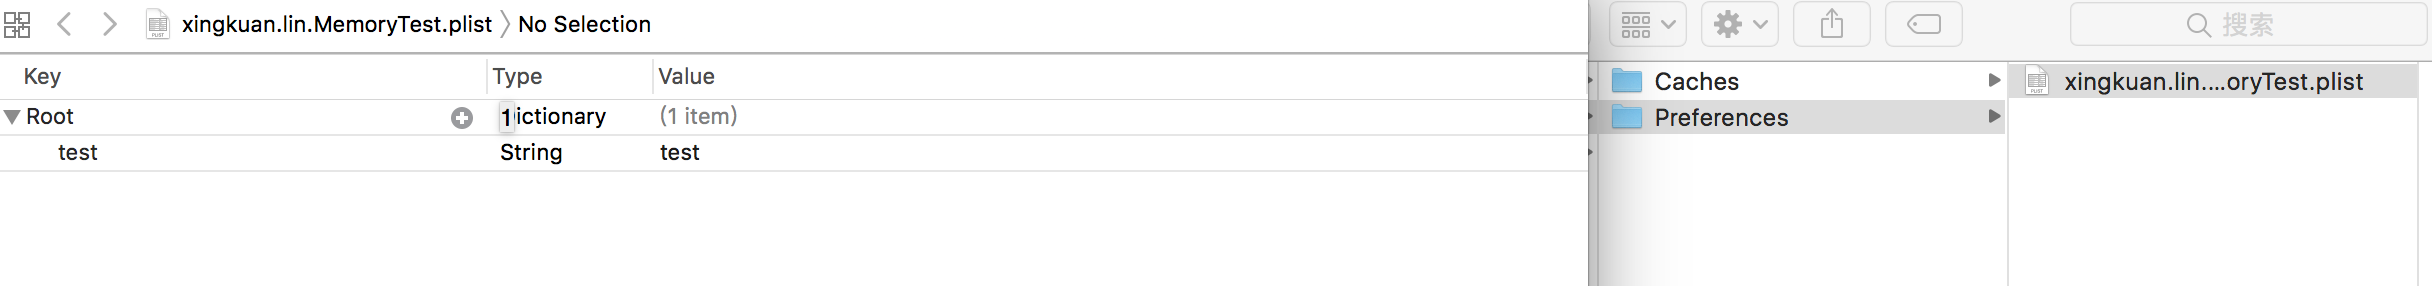 xingkuan.lin.MemoryTest.plist 〉 No Selection
Key Type Value
Root 1ictionary (1 item)
test String test
搜索
Caches
Preferences
xingkuan.lin....oryTest.plist